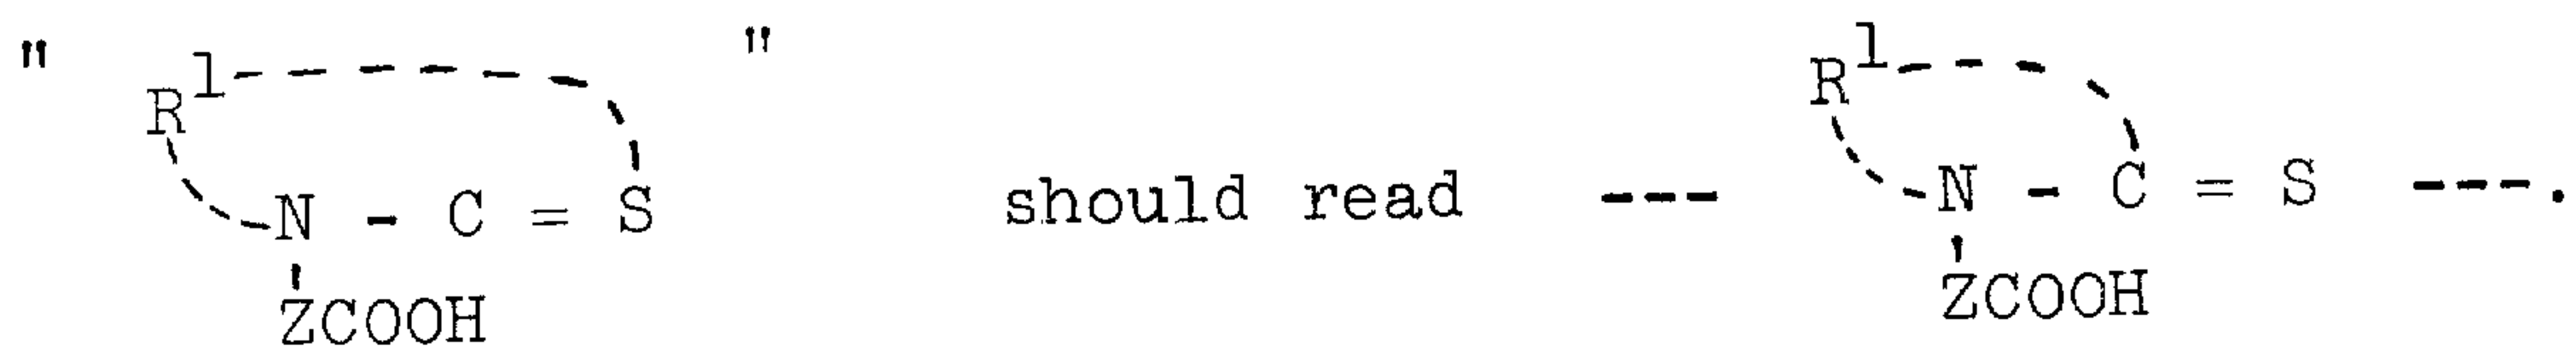 " R1 - - - - - - "    R1 - - - -
N - C = S    should read    --- N - C = S ---.
ZCOOH    ZCOOH